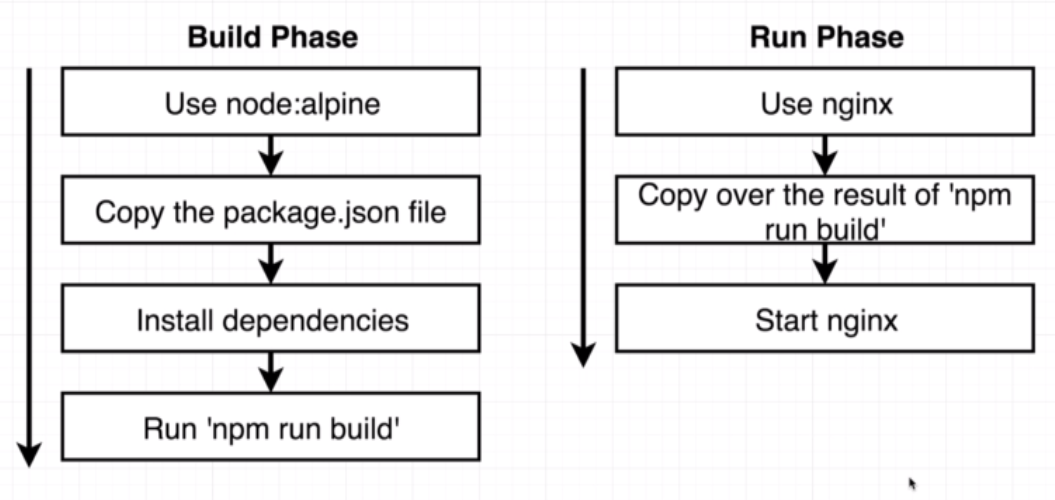 Build Phase
Use node:alpine
Copy the package.json file
Install dependencies
Run 'npm run build'
Run Phase
Use nginx
Copy over the result of 'npm
run build'
Start nginx